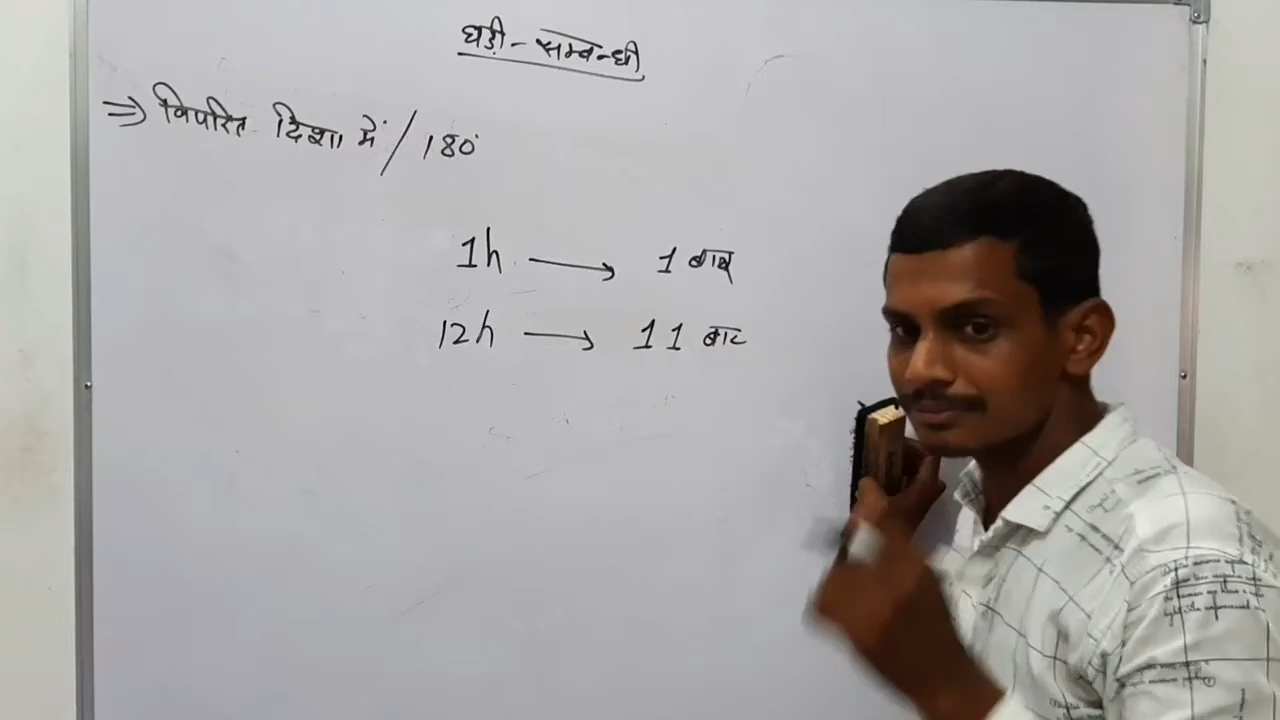 घड़ी - सम्बन्धी
⇒ विपरित दिशा में / 180°
1h → 1 बार
12h → 11 बार